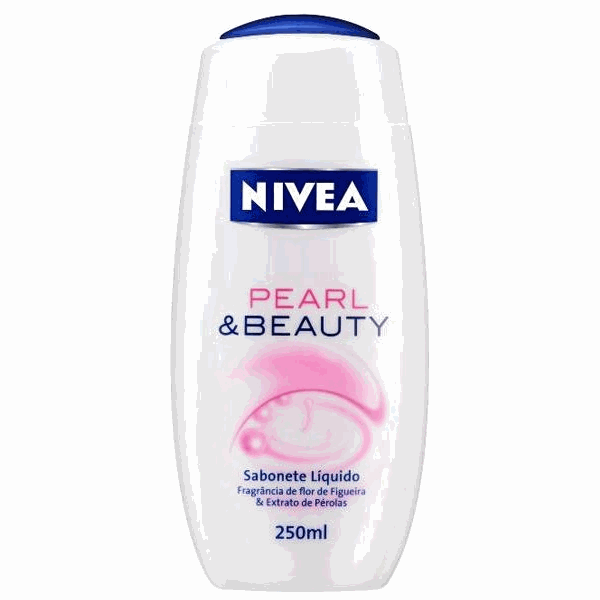 NIVEA
PEARL
&BEAUTY
Sabonete Líquido
Fragrância de flor de Figueira
& Extrato de Pérolas
250ml